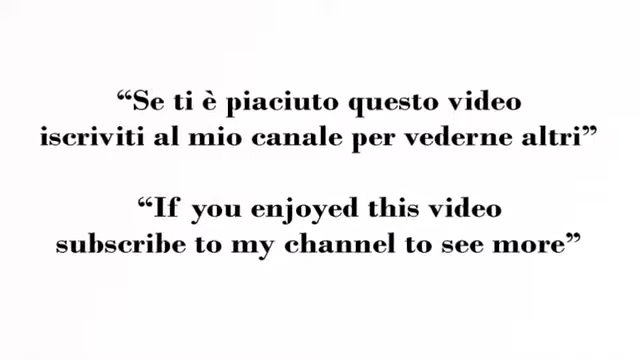 “Se ti è piaciuto questo video
iscriviti al mio canale per vederne altri”
“If you enjoyed this video
subscribe to my channel to see more”